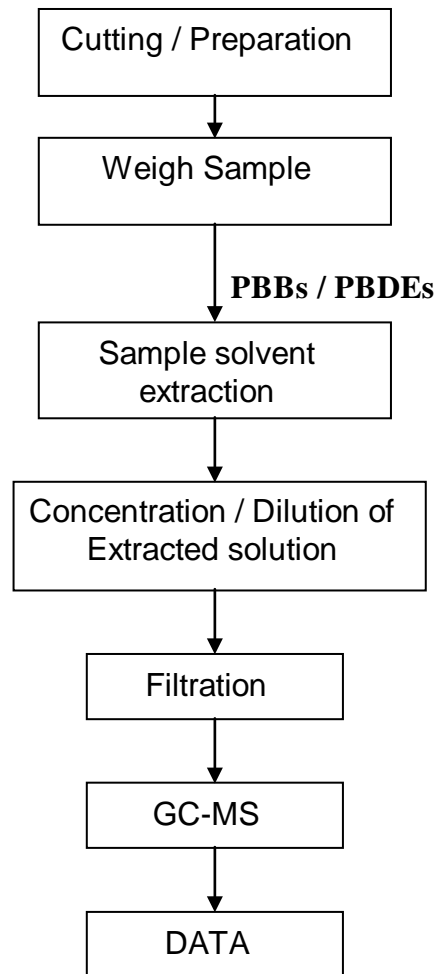 Cutting / Preparation
Weigh Sample
PBBs / PBDEs
Sample solvent
extraction
Concentration / Dilution of
Extracted solution
Filtration
GC-MS
DATA